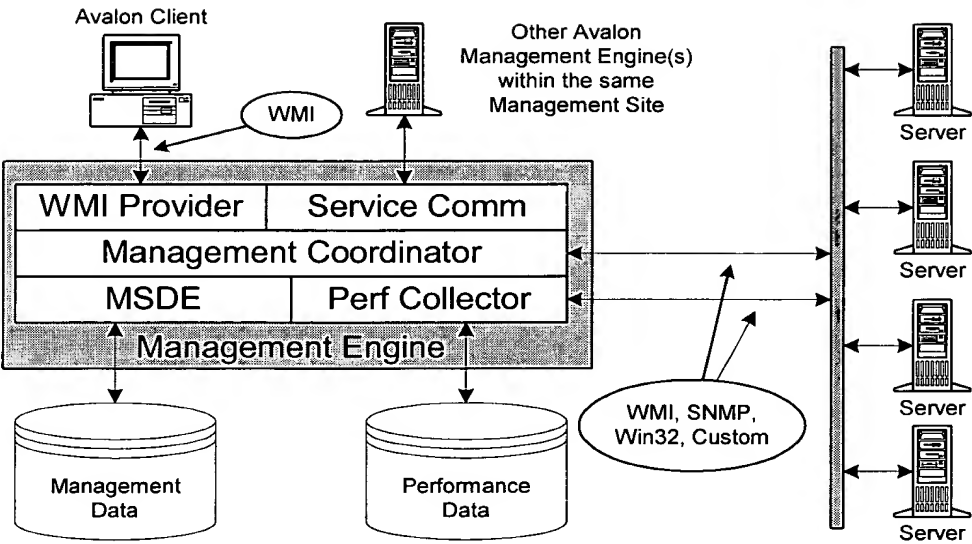 Avalon Client
Other Avalon
Management Engine(s)
within the same
Management Site
WMI
Server
WMI Provider
Service Comm
Management Coordinator
MSDE
Perf Collector
Management Engine
Server
Server
WMI, SNMP,
Win32, Custom
Management
Data
Performance
Data
Server